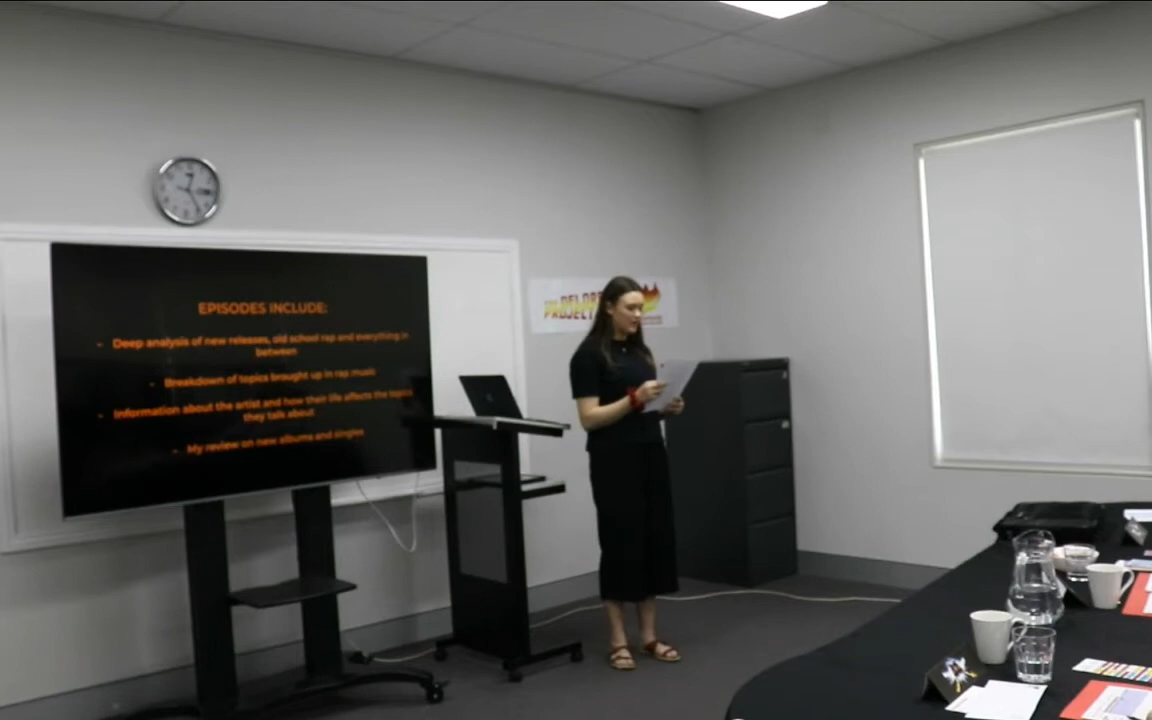 EPISODES INCLUDE:
- Deep analysis of new releases, old school rap and everything in
between
- Breakdown of topics brought up in rap music
- Information about the artist and how their life affects the topics
they talk about
- My review on new albums and singles
PROJECT